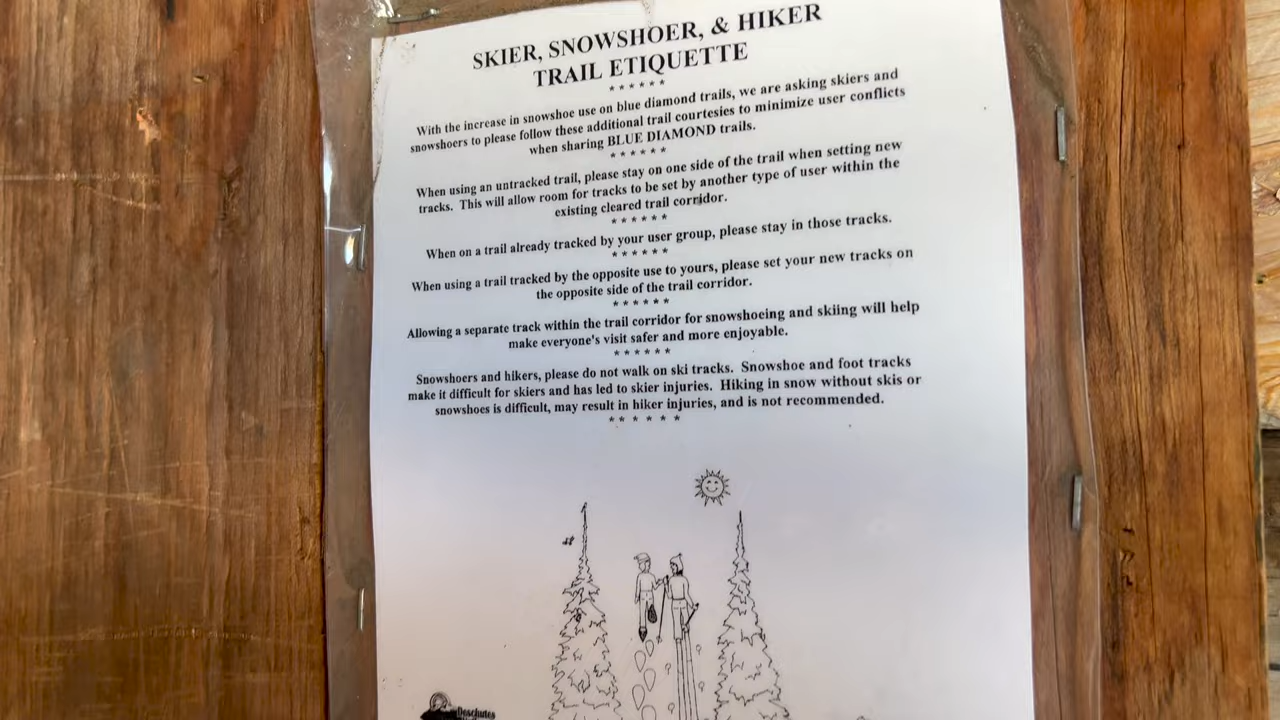 SKIER, SNOWSHOER, & HIKER
TRAIL ETIQUETTE
* * * * * *
With the increase in snowshoe use on blue diamond trails, we are asking skiers and
snowshoers to please follow these additional trail courtesies to minimize user conflicts
when sharing BLUE DIAMOND trails.
* * * * * *
When using an untracked trail, please stay on one side of the trail when setting new
tracks. This will allow room for tracks to be set by another type of user within the
existing cleared trail corridor.
* * * * * *
When on a trail already tracked by your user group, please stay in those tracks.
* * * * * *
When using a trail tracked by the opposite use to yours, please set your new tracks on
the opposite side of the trail corridor.
* * * * * *
Allowing a separate track within the trail corridor for snowshoeing and skiing will help
make everyone's visit safer and more enjoyable.
* * * * * *
Snowshoers and hikers, please do not walk on ski tracks. Snowshoe and foot tracks
make it difficult for skiers and has led to skier injuries. Hiking in snow without skis or
snowshoes is difficult, may result in hiker injuries, and is not recommended.
* * * * * *
Deschutes